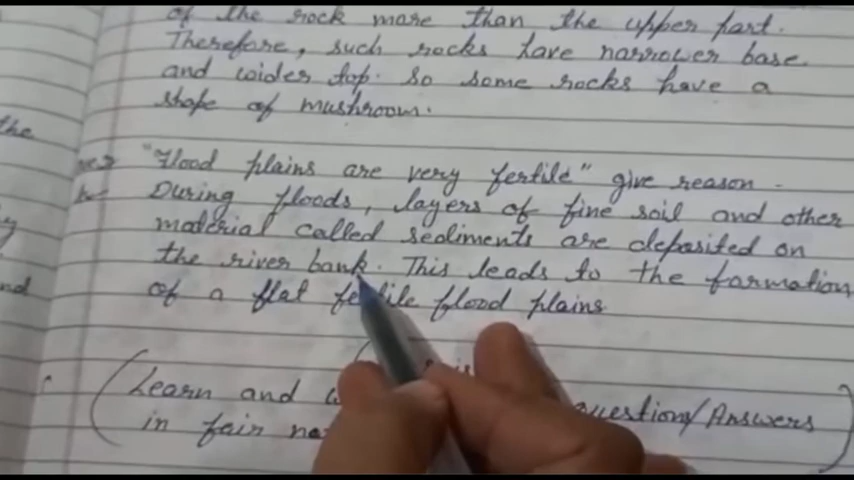 of the rock more than the upper part.
Therefore, such rocks have narrower base.
and wider top. so some rocks have a
shape of mushroom.
the
"Flood plains are very fertile" give reason.
During floods, layers of fine soil and other
material called sediments are deposited on
the river bank. This leads to the formation
nd
of a flat fertile flood plains
(Learn and question/Answers
in fair)